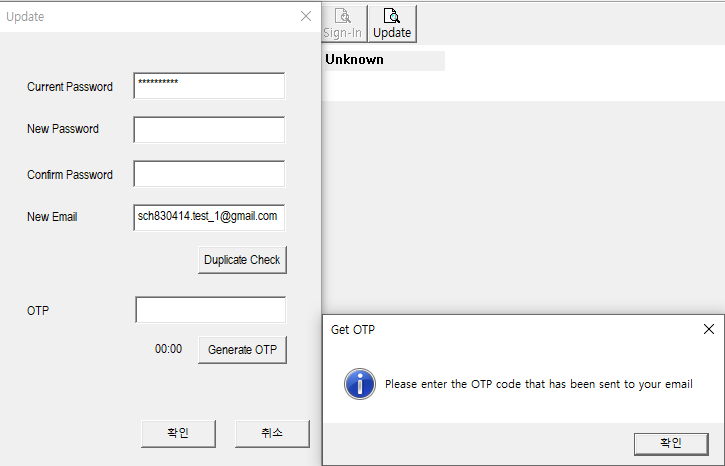 Update
Current Password **********
New Password
Confirm Password
New Email sch830414.test_1@gmail.com
Duplicate Check
OTP
00:00 Generate OTP
확인 취소
Sign-In Update
Unknown
Get OTP
Please enter the OTP code that has been sent to your email
확인